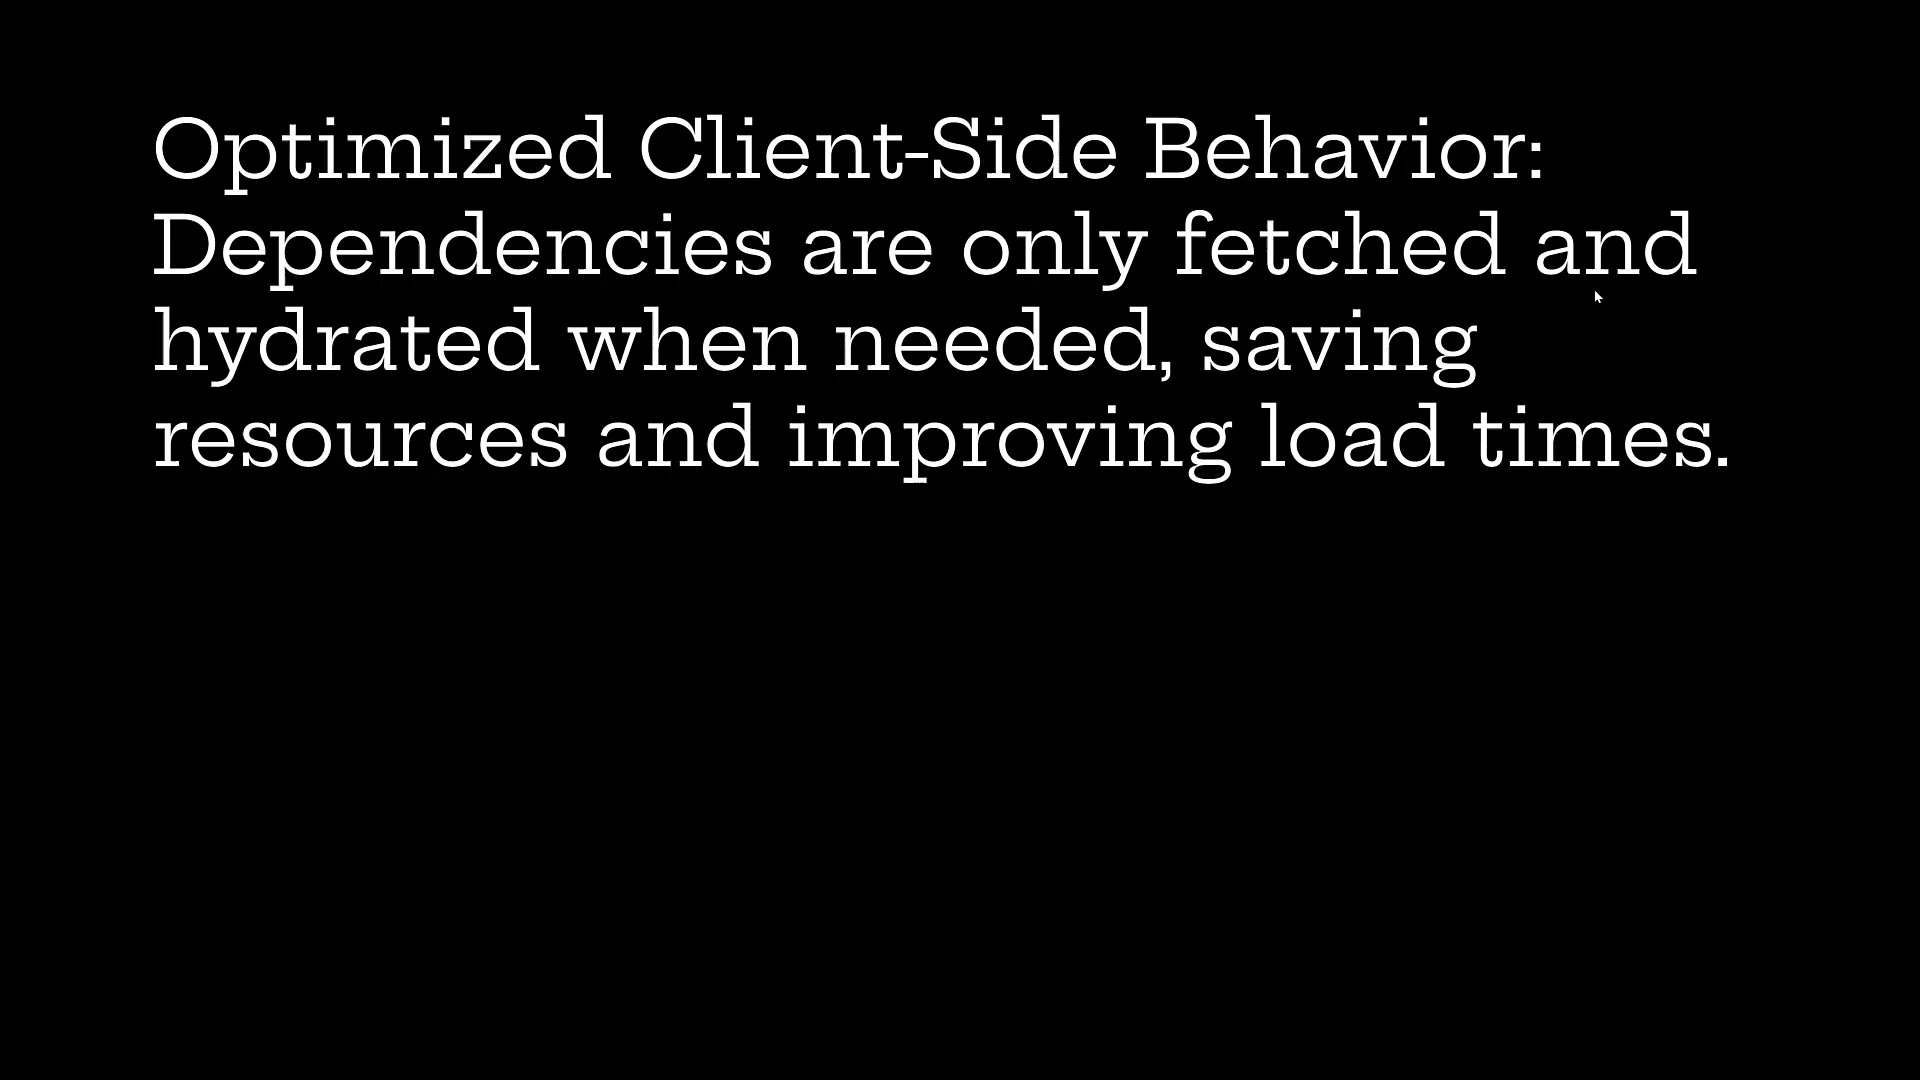 Optimized Client-Side Behavior:
Dependencies are only fetched and
hydrated when needed, saving
resources and improving load times.